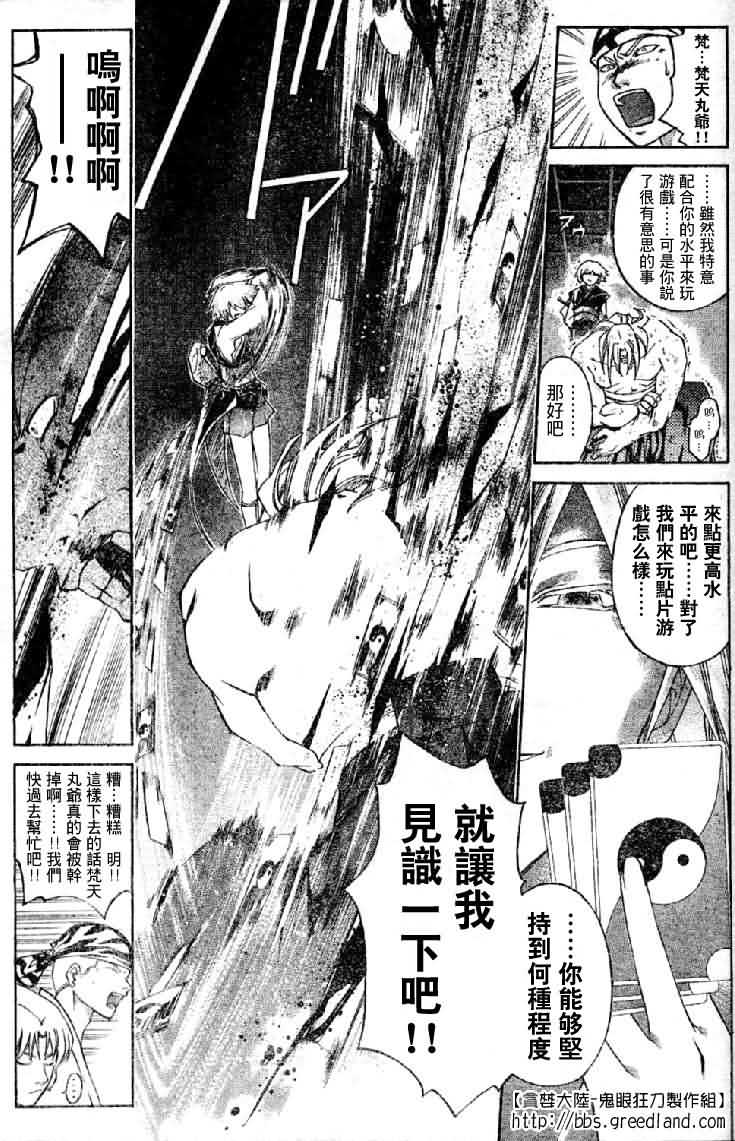 梵…梵天丸爺!!
……雖然我特意
配合你的水平來玩
游戲……可是你說
了很有意思的事
アゥ
呜…
呜…
……
那好吧
來點更高水
平的吧……對了
我們來玩點片游
戲怎么樣……
……你能够堅
持到何種程度
就讓我
見識一下吧!!
嗚啊啊啊
——!!
糟…糟糕 明!!
這樣下去的話梵天
丸爺真的會被幹
掉啊……!!我們
快過去幫忙吧!!
…
大陸-鬼眼狂刀製作組】
http://bbs.greedland.com